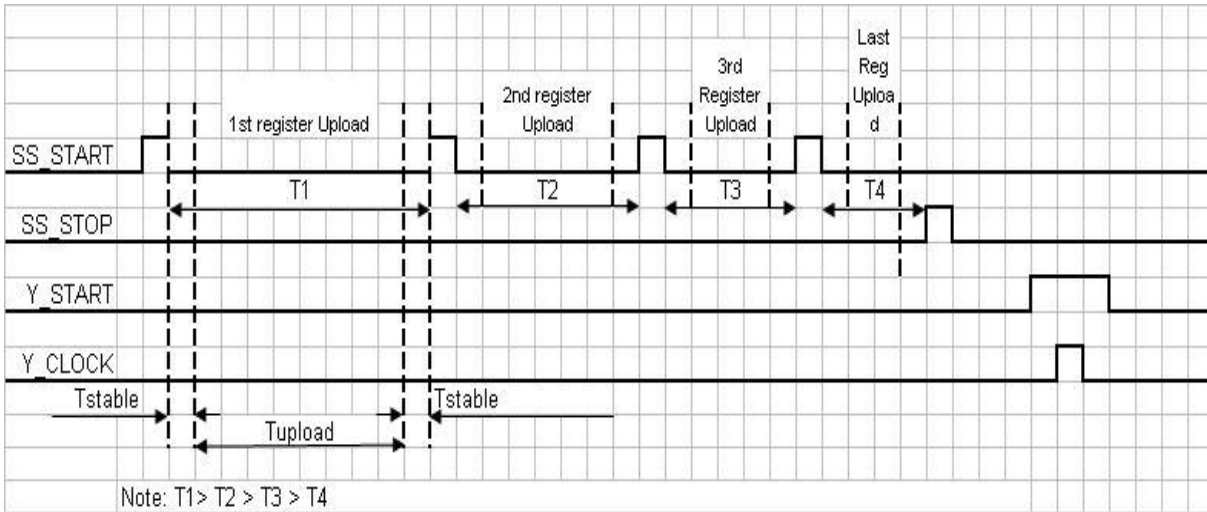 Last
Reg
Uploa
d
3rd
Register
Upload
2nd register
Upload
1st register Upload
SS_START
T1
T2
T3
T4
SS_STOP
Y_START
Y_CLOCK
Tstable
Tstable
Tupload
Note: T1> T2 > T3 > T4